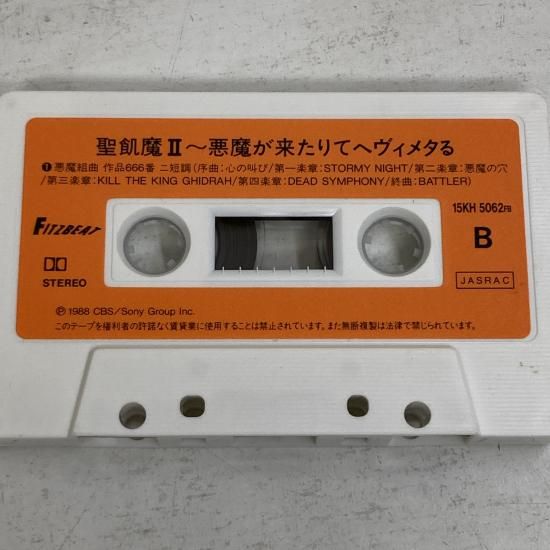 聖飢魔Ⅱ～悪魔が来たりてヘヴィメタる
❶悪魔組曲 作品666番 ニ短調(序曲:心の叫び/第一楽章:STORMY NIGHT/第二楽章:悪魔の穴
/第三楽章:KILL THE KING GHIDRAH/第四楽章:DEAD SYMPHONY/終曲:BATTLER)
FITZBEAT
15KH 5062FB
B
STEREO
JASRAC
Ⓟ1988 CBS/Sony Group Inc.
このテープを権利者の許諾なく賃貸業に使用することは禁止されています。また無断複製は法律で禁じられています。